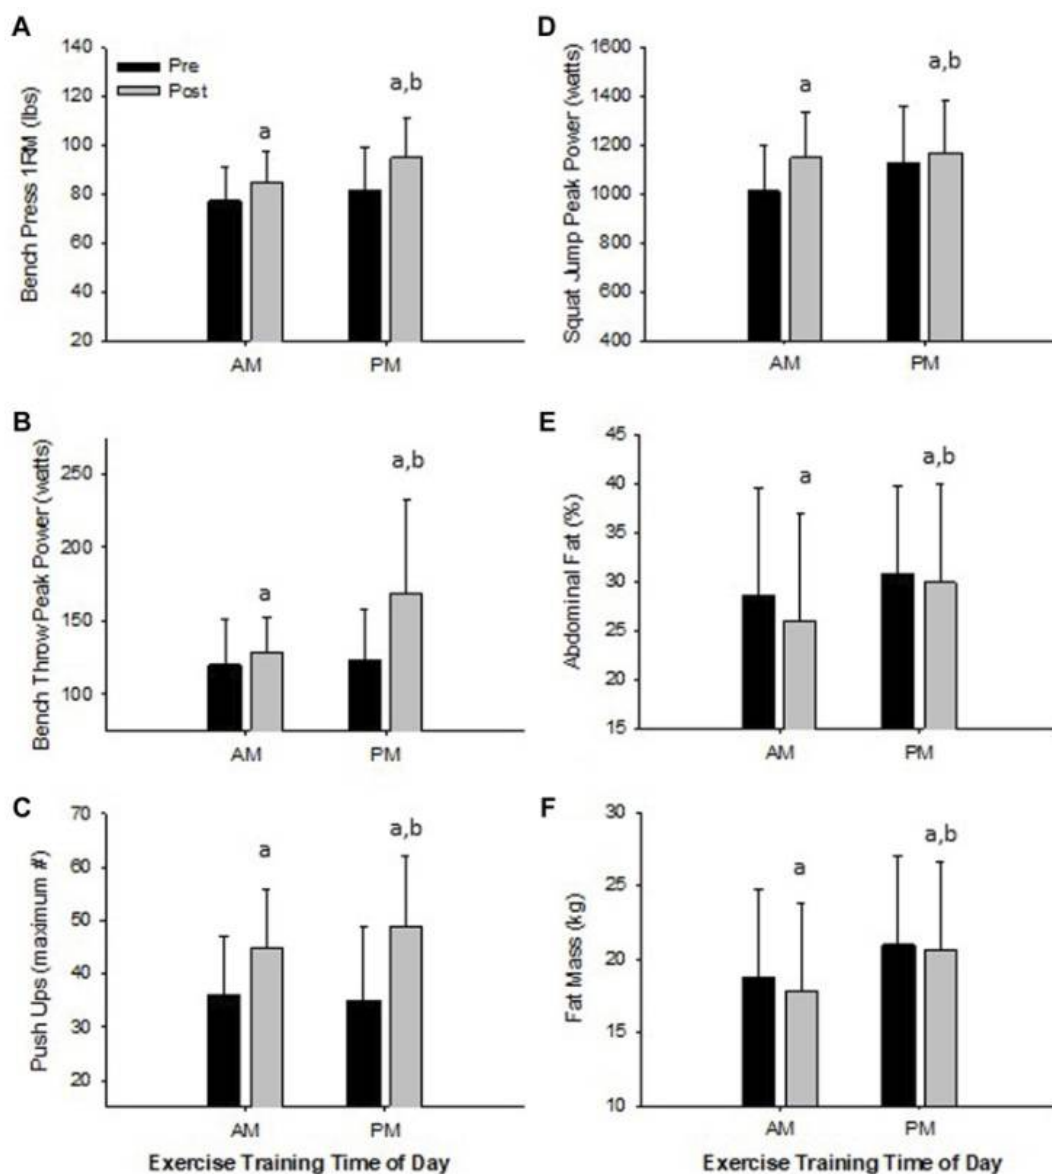 A
Bench Press 1RM (lbs)
140
120
100
80
60
40
20
Pre
Post
a
a,b
AM
PM
B
Bench Throw Peak Power (watts)
250
200
150
100
a
a,b
AM
PM
C
Push Ups (maximum #)
70
60
50
40
30
20
a
a,b
AM
PM
Exercise Training Time of Day
D
Squat Jump Peak Power (watts)
1600
1400
1200
1000
800
600
400
a
a,b
AM
PM
E
Abdominal Fat (%)
45
40
35
30
25
20
15
a
a,b
AM
PM
F
Fat Mass (kg)
30
25
20
15
10
a
a,b
AM
PM
Exercise Training Time of Day